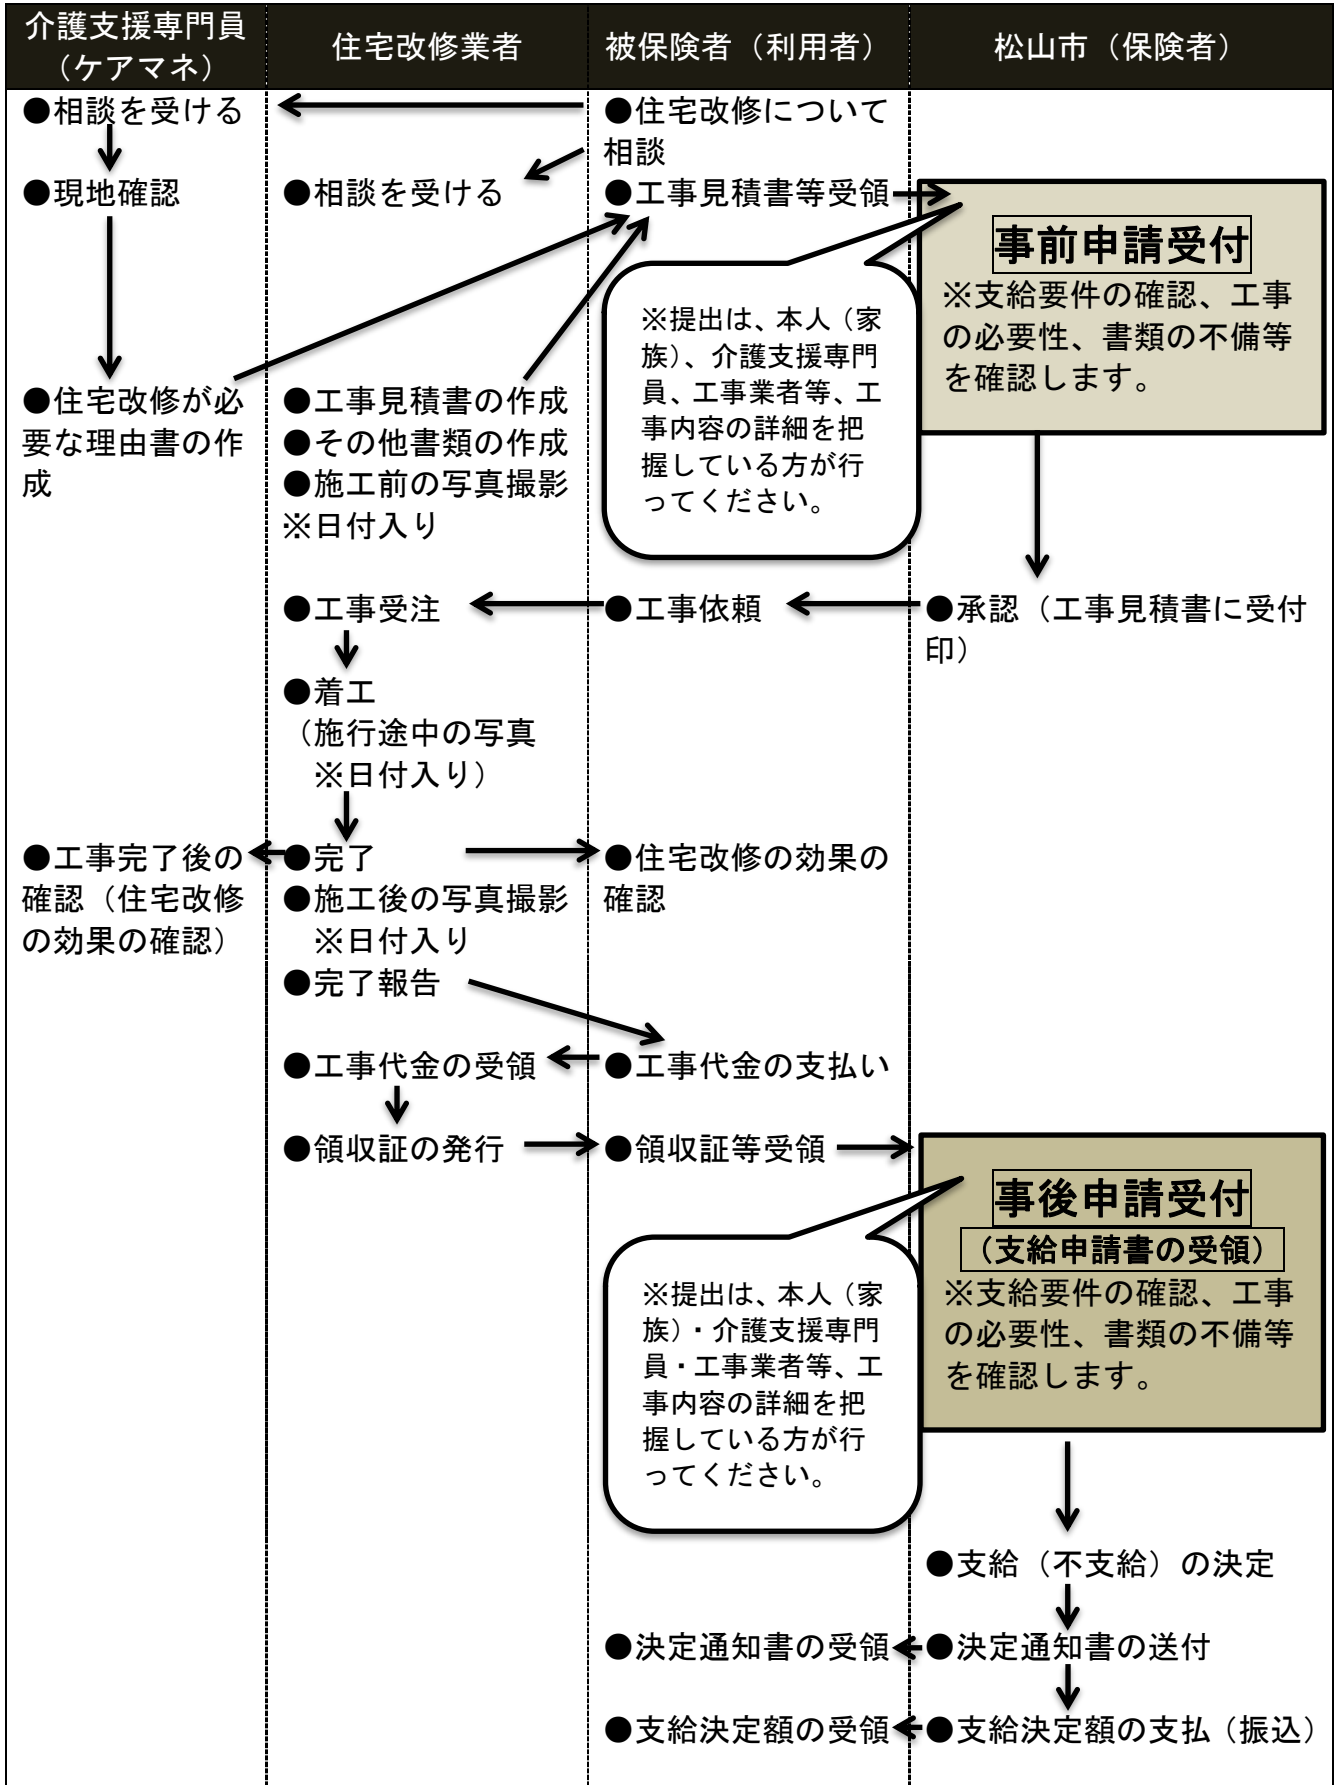 介護支援専門員
（ケアマネ）
住宅改修業者
被保険者（利用者）
松山市（保険者）
●相談を受ける
●住宅改修について
相談
●現地確認
●相談を受ける
●工事見積書等受領
事前申請受付
※支給要件の確認、工事
の必要性、書類の不備等
を確認します。
※提出は、本人（家
族）、介護支援専門
員、工事業者等、工
事内容の詳細を把
握している方が行
ってください。
●住宅改修が必
要な理由書の作
成
●工事見積書の作成
●その他書類の作成
●施工前の写真撮影
※日付入り
●工事受注
●工事依頼
●承認（工事見積書に受付
印）
●着工
（施行途中の写真
※日付入り）
●工事完了後の
確認（住宅改修
の効果の確認）
●完了
●施工後の写真撮影
※日付入り
●完了報告
●住宅改修の効果の
確認
●工事代金の受領
●工事代金の支払い
●領収証の発行
●領収証等受領
事後申請受付
（支給申請書の受領）
※支給要件の確認、工事
の必要性、書類の不備等
を確認します。
※提出は、本人（家
族）・介護支援専門
員・工事業者等、工
事内容の詳細を把
握している方が行
ってください。
●支給（不支給）の決定
●決定通知書の受領
●決定通知書の送付
●支給決定額の受領
●支給決定額の支払（振込）